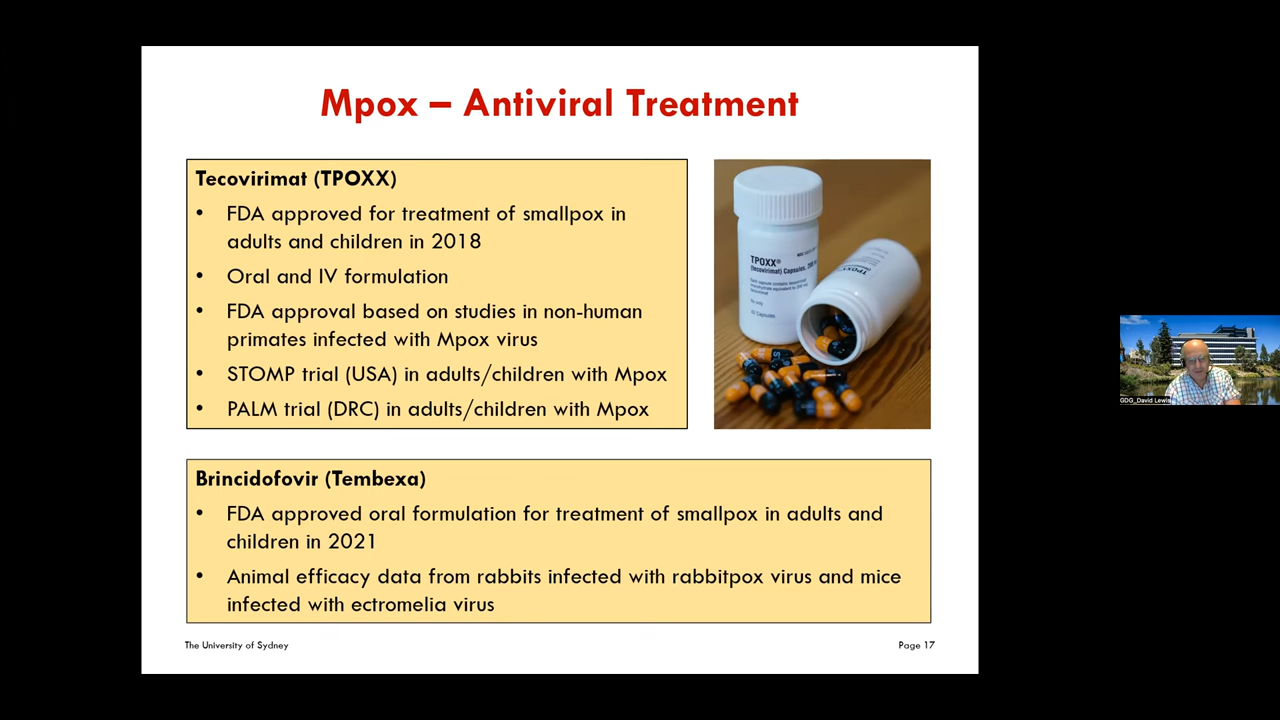 Mpox – Antiviral Treatment
Tecovirimat (TPOXX)
• FDA approved for treatment of smallpox in
adults and children in 2018
• Oral and IV formulation
• FDA approval based on studies in non-human
primates infected with Mpox virus
• STOMP trial (USA) in adults/children with Mpox
• PALM trial (DRC) in adults/children with Mpox
TPOXX®
(tecovirimat) Capsules, 200
TPOXX
Brincidofovir (Tembexa)
• FDA approved oral formulation for treatment of smallpox in adults and
children in 2021
• Animal efficacy data from rabbits infected with rabbitpox virus and mice
infected with ectromelia virus
The University of Sydney
Page 17
GDG_David Lewis